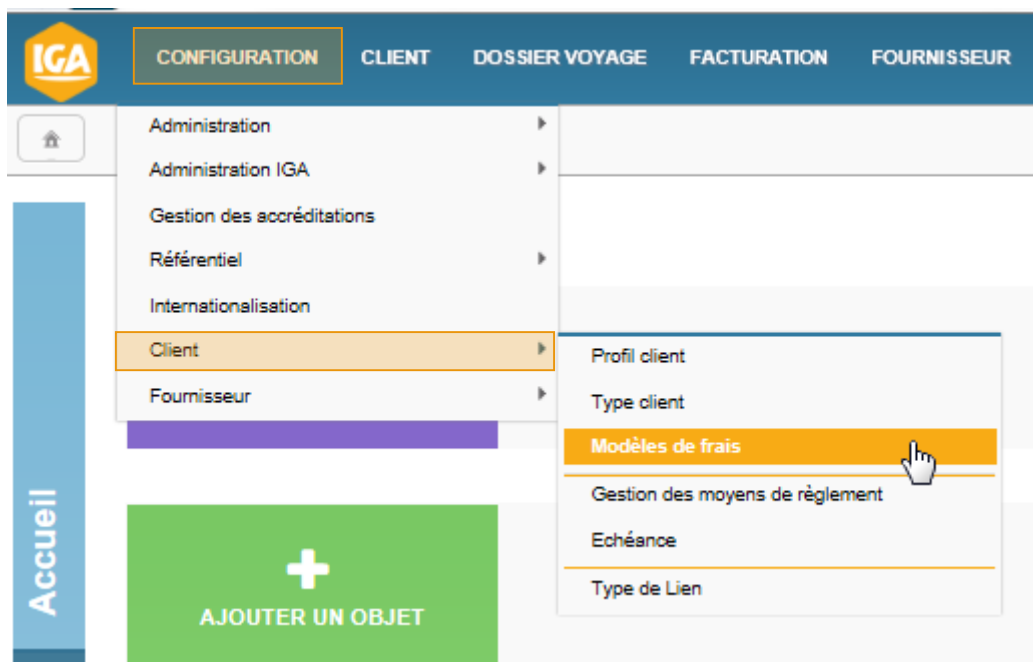 IGA CONFIGURATION CLIENT DOSSIER VOYAGE FACTURATION FOURNISSEUR
Administration
Administration IGA
Gestion des accréditations
Référentiel
Internationalisation
Client
Fournisseur
Profil client
Type client
Modèles de frais
Gestion des moyens de règlement
Echéance
Type de Lien
Accueil
AJOUTER UN OBJET